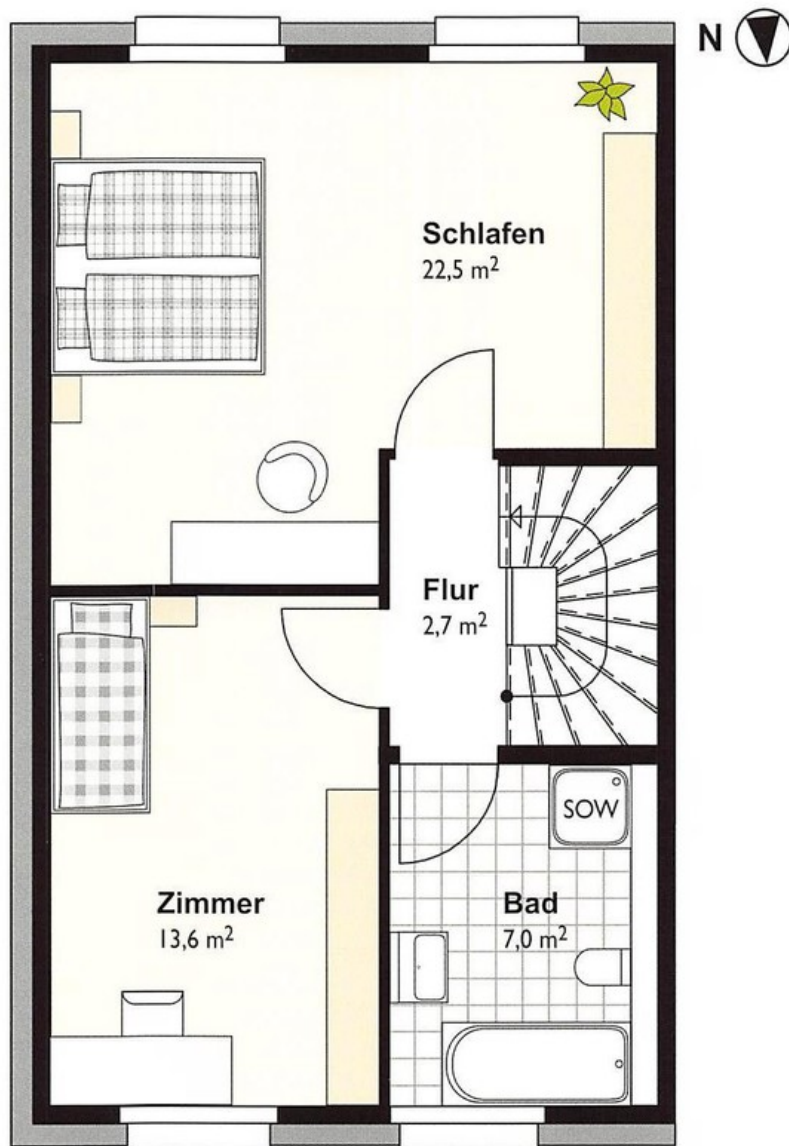 N
Schlafen
22,5 m²
Flur
2,7 m²
SOW
Zimmer
13,6 m²
Bad
7,0 m²